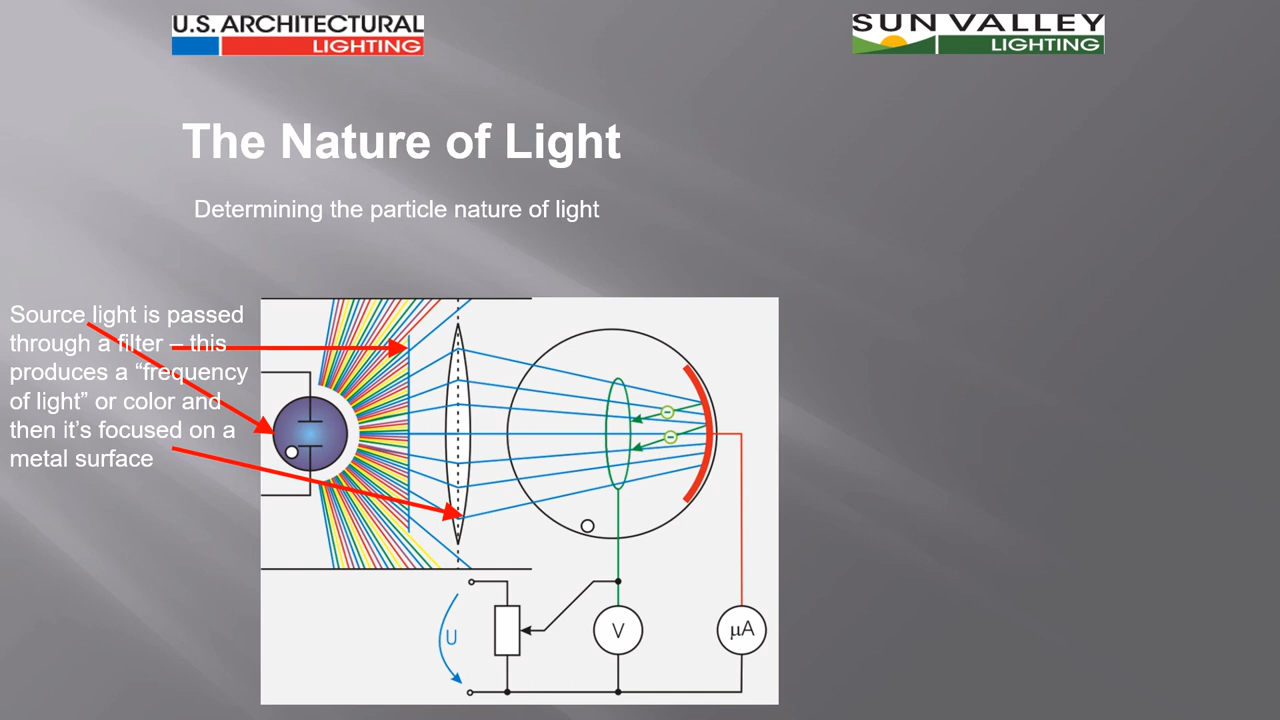 U.S. ARCHITECTURAL
LIGHTING
SUN VALLEY
LIGHTING
The Nature of Light
Determining the particle nature of light
Source light is passed
through a filter – this
produces a “frequency
of light” or color and
then it’s focused on a
metal surface
U
V
µA